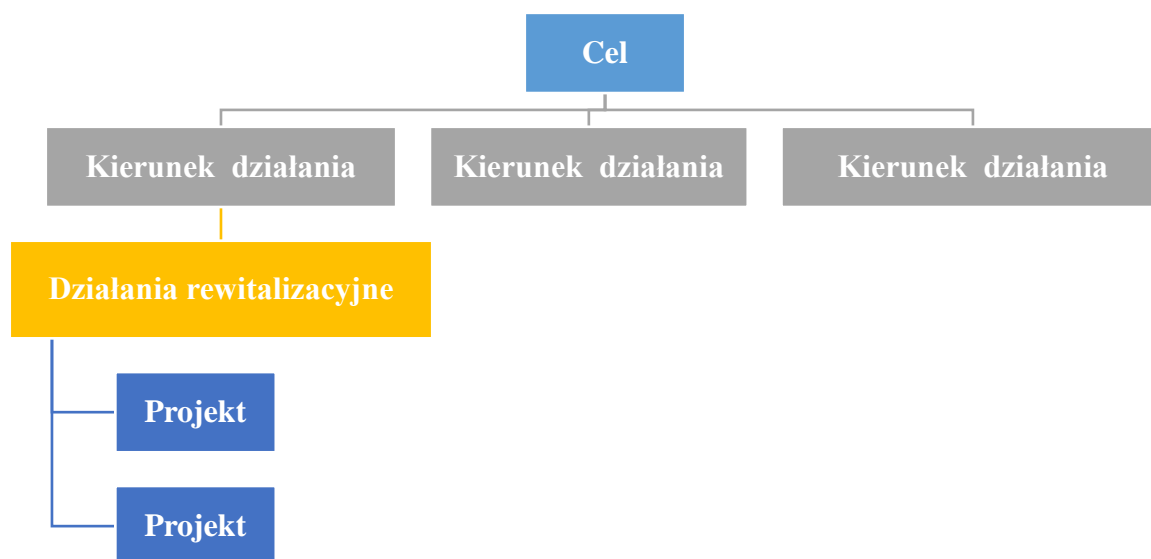 Cel
Kierunek działania
Kierunek działania
Kierunek działania
Działania rewitalizacyjne
Projekt
Projekt